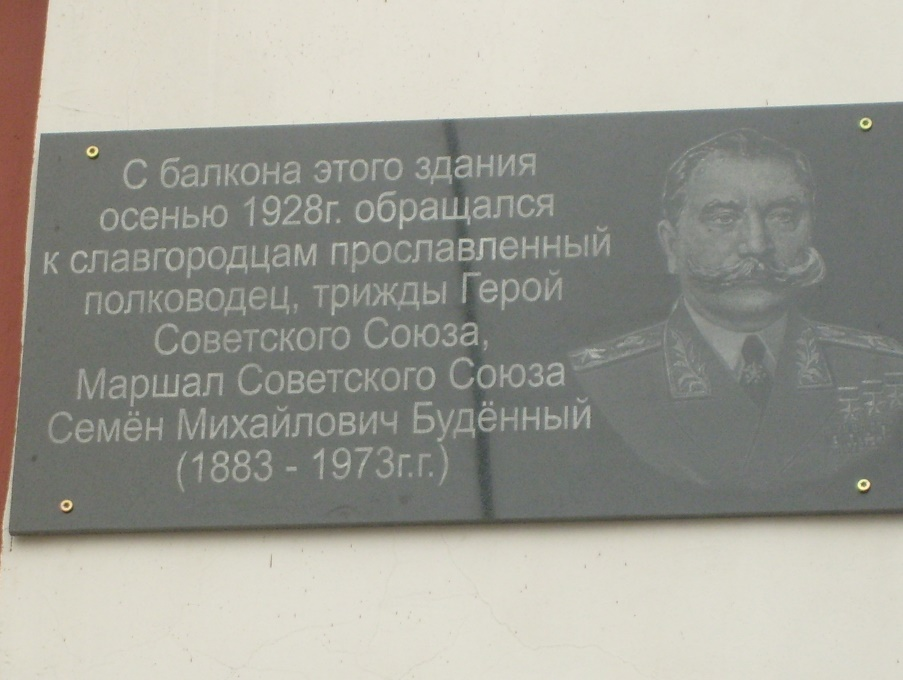 С балкона этого здания
осенью 1928г. обращался
к славгородцам прославленный
полководец, трижды Герой
Советского Союза,
Маршал Советского Союза
Семён Михайлович Будённый
(1883 - 1973г.г.)